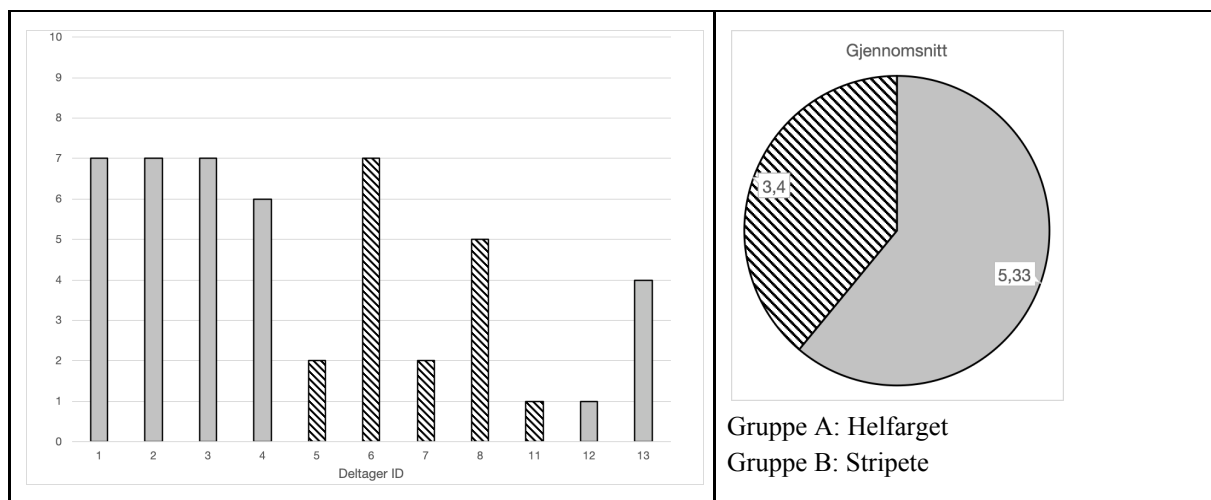 10
9
8
7
6
5
4
3
2
1
0
1 2 3 4 5 6 7 8 11 12 13
Deltager ID
Gjennomsnitt
3,4
5,33
Gruppe A: Helfarget
Gruppe B: Stripete